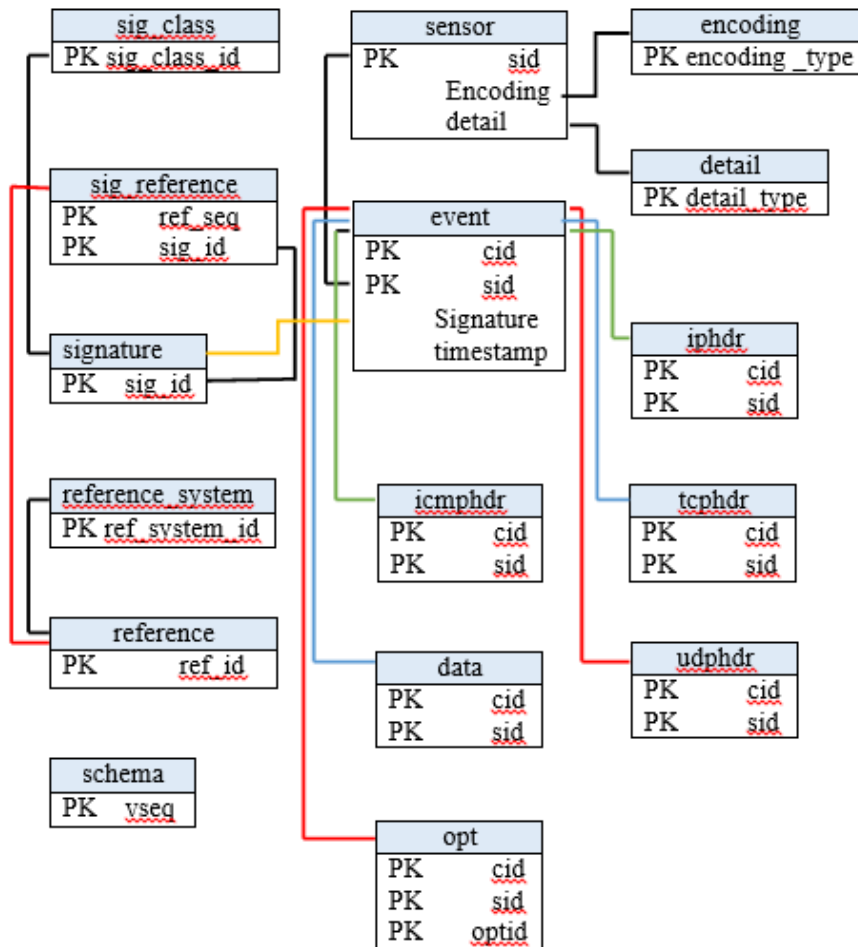 sig_class
PK sig_class_id
sensor
PK sid
Encoding
detail
encoding
PK encoding _type
detail
PK detail_type
sig_reference
PK ref_seq
PK sig_id
event
PK cid
PK sid
Signature
timestamp
signature
PK sig_id
iphdr
PK cid
PK sid
reference_system
PK ref_system_id
icmphdr
PK cid
PK sid
tcphdr
PK cid
PK sid
reference
PK ref_id
data
PK cid
PK sid
udphdr
PK cid
PK sid
schema
PK vseq
opt
PK cid
PK sid
PK optid